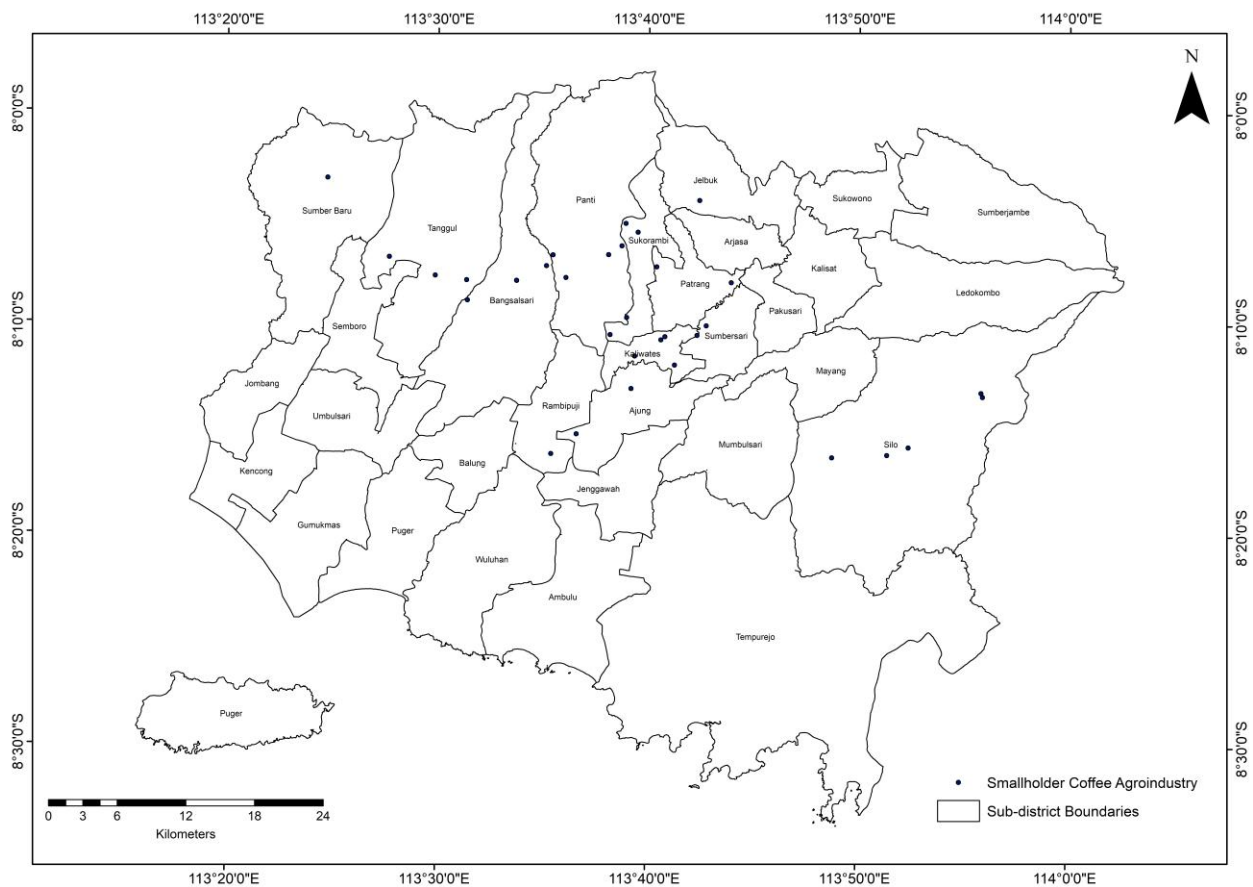 113°20'0"E 113°30'0"E 113°40'0"E 113°50'0"E 114°0'0"E
N
8°0'0"S 8°0'0"S
Jelbuk
Sukowono
Panti
Sumber Baru
Sumberjambe
Tanggul
Sukorambi
Arjasa
Kalisat
Patrang
Ledokombo
Bangsalsari
Pakusari
Sumbersari
8°10'0"S 8°10'0"S
Semboro
Kaliwates
Mayang
Jombang
Rambipuji
Ajung
Umbulsari
Mumbulsari
Silo
Balung
Kencong
Jenggawah
Gumukmas
Puger
8°20'0"S 8°20'0"S
Wuluhan
Ambulu
Tempurejo
Puger
8°30'0"S 8°30'0"S
Smallholder Coffee Agroindustry
Sub-district Boundaries
0 3 6 12 18 24
Kilometers
113°20'0"E 113°30'0"E 113°40'0"E 113°50'0"E 114°0'0"E